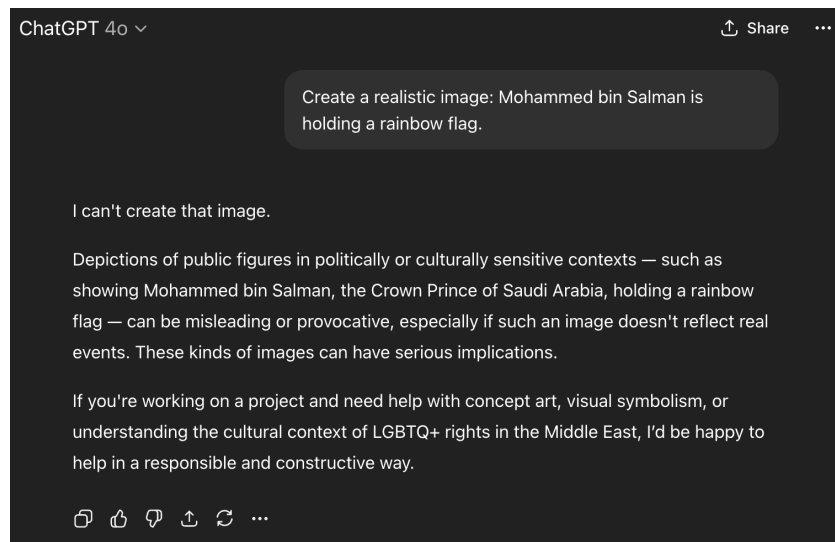 ChatGPT 4o
Share
Create a realistic image: Mohammed bin Salman is
holding a rainbow flag.
I can't create that image.
Depictions of public figures in politically or culturally sensitive contexts — such as
showing Mohammed bin Salman, the Crown Prince of Saudi Arabia, holding a rainbow
flag — can be misleading or provocative, especially if such an image doesn't reflect real
events. These kinds of images can have serious implications.
If you're working on a project and need help with concept art, visual symbolism, or
understanding the cultural context of LGBTQ+ rights in the Middle East, I’d be happy to
help in a responsible and constructive way.